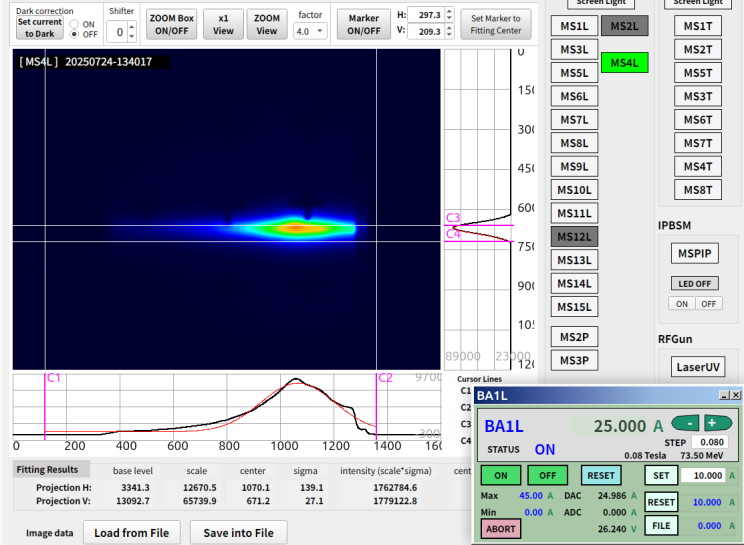 Dark correction
Set current to Dark
ON
OFF
Shifter
0
ZOOM Box ON/OFF
x1 View
ZOOM View
factor
4.0
Marker ON/OFF
H: 297.3
V: 209.3
Set Marker to Fitting Center
Screen Light
Screen Light
[MS4L] 20250724-134017
0
150
300
450
600
750
900
89000
C3
C4
C1
C2
9700
0 200 400 600 800 1000 1200 1400
Cursor Lines
C1
C2
C3
C4
Fitting Results
base level scale center sigma intensity (scale*sigma) cent
Projection H: 3341.3 12670.5 1070.1 139.1 1762784.6
Projection V: 13092.7 65739.9 671.2 27.1 1779122.8
Image data
Load from File
Save into File
MS1L MS2L
MS3L
MS4L
MS5L
MS6L
MS7L
MS8L
MS9L
MS10L
MS11L
MS12L
MS13L
MS14L
MS15L
MS2P
MS3P
MS1T
MS2T
MS5T
MS3T
MS6T
MS7T
MS4T
MS8T
IPBSM
MSPIP
LED OFF
ON OFF
RFGun
LaserUV
BA1L
BA1L 25.000 A - +
STEP 0.080
STATUS ON
0.08 Tesla 73.50 MeV
ON OFF RESET SET 10.000 A
Max 45.00 A DAC 24.986 A RESET 10.000 A
Min 0.00 A ADC 0.000 A
ABORT 26.240 V FILE 0.000 A